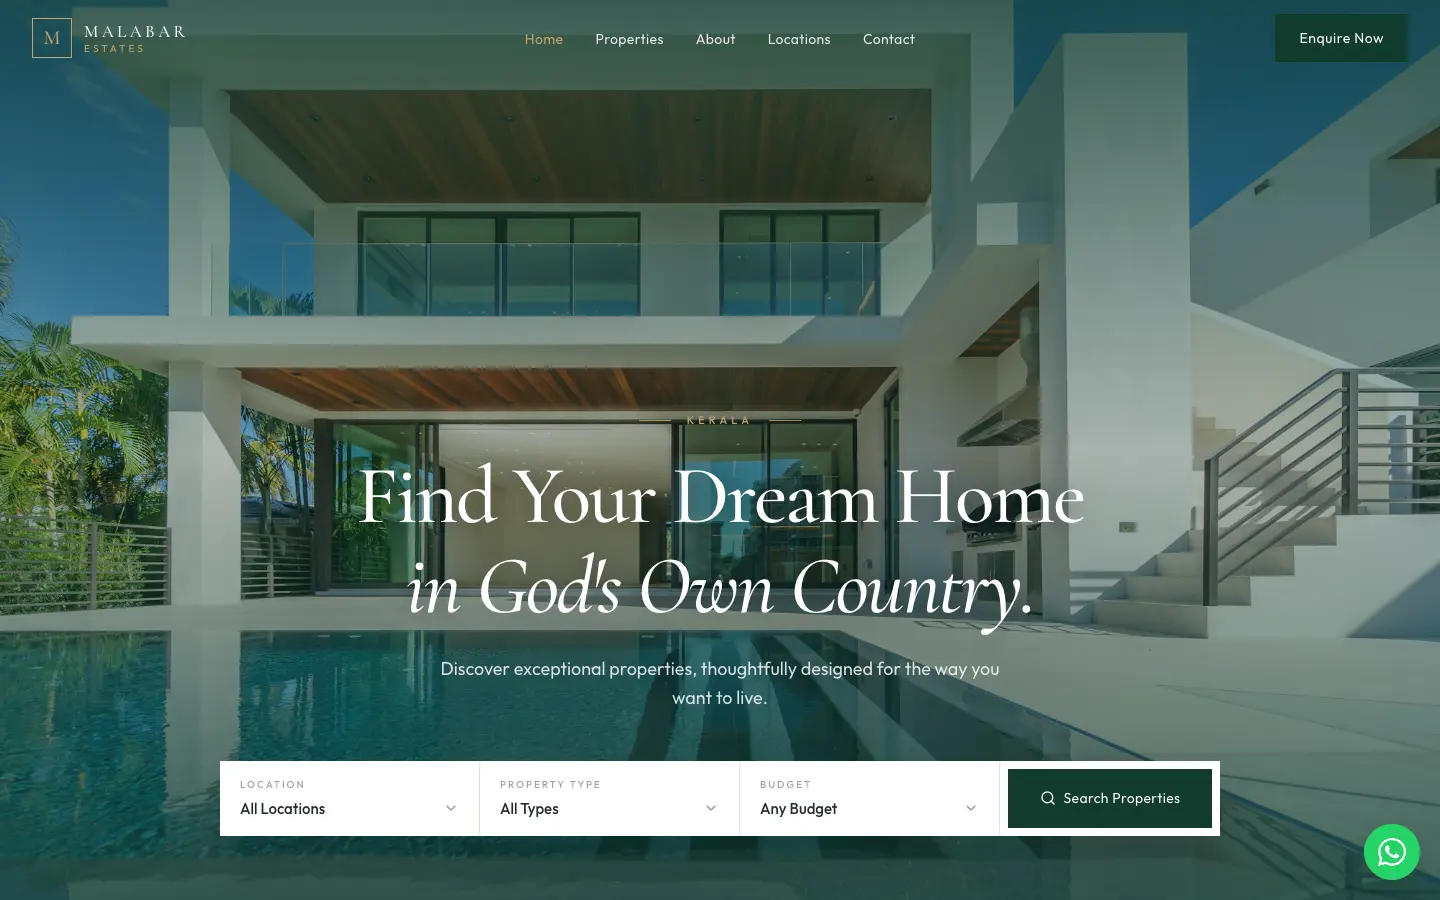 M
MALABAR
ESTATES
Home
Properties
About
Locations
Contact
Enquire Now
KERALA
Find Your Dream Home
in God's Own Country.
Discover exceptional properties, thoughtfully designed for the way you
want to live.
LOCATION
All Locations
PROPERTY TYPE
All Types
BUDGET
Any Budget
Search Properties